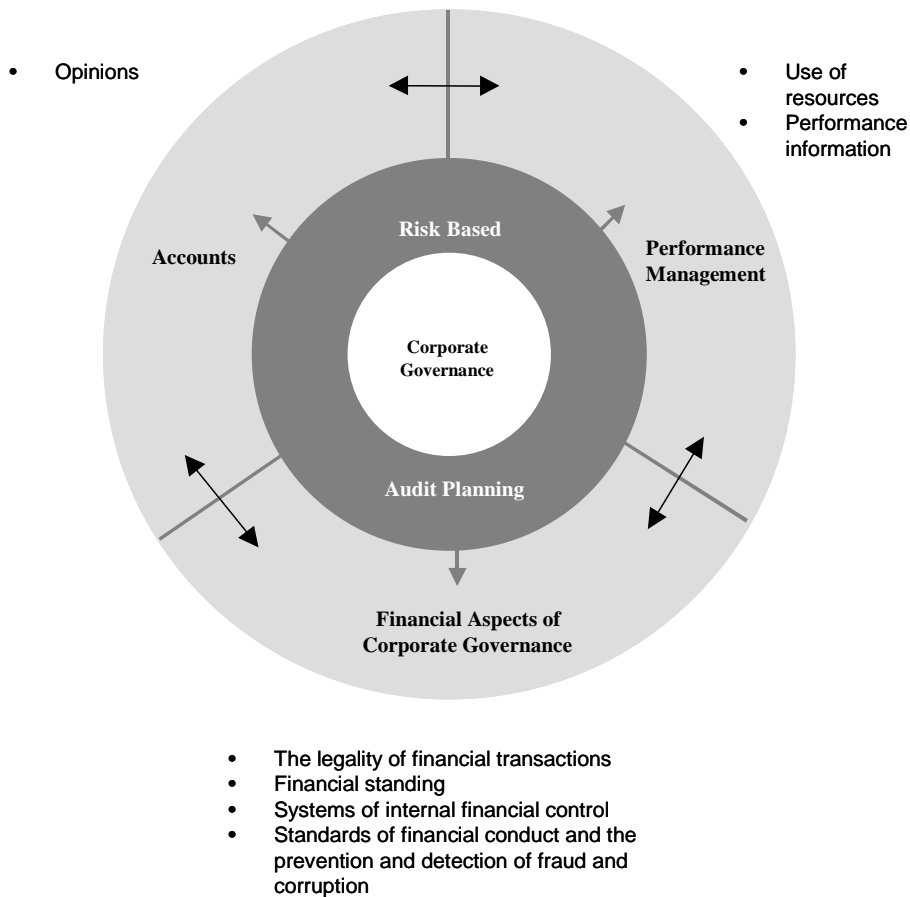 • Opinions
• Use of
resources
• Performance
information
Risk Based
Accounts
Performance
Management
Corporate
Governance
Audit Planning
Financial Aspects of
Corporate Governance
• The legality of financial transactions
• Financial standing
• Systems of internal financial control
• Standards of financial conduct and the
prevention and detection of fraud and
corruption